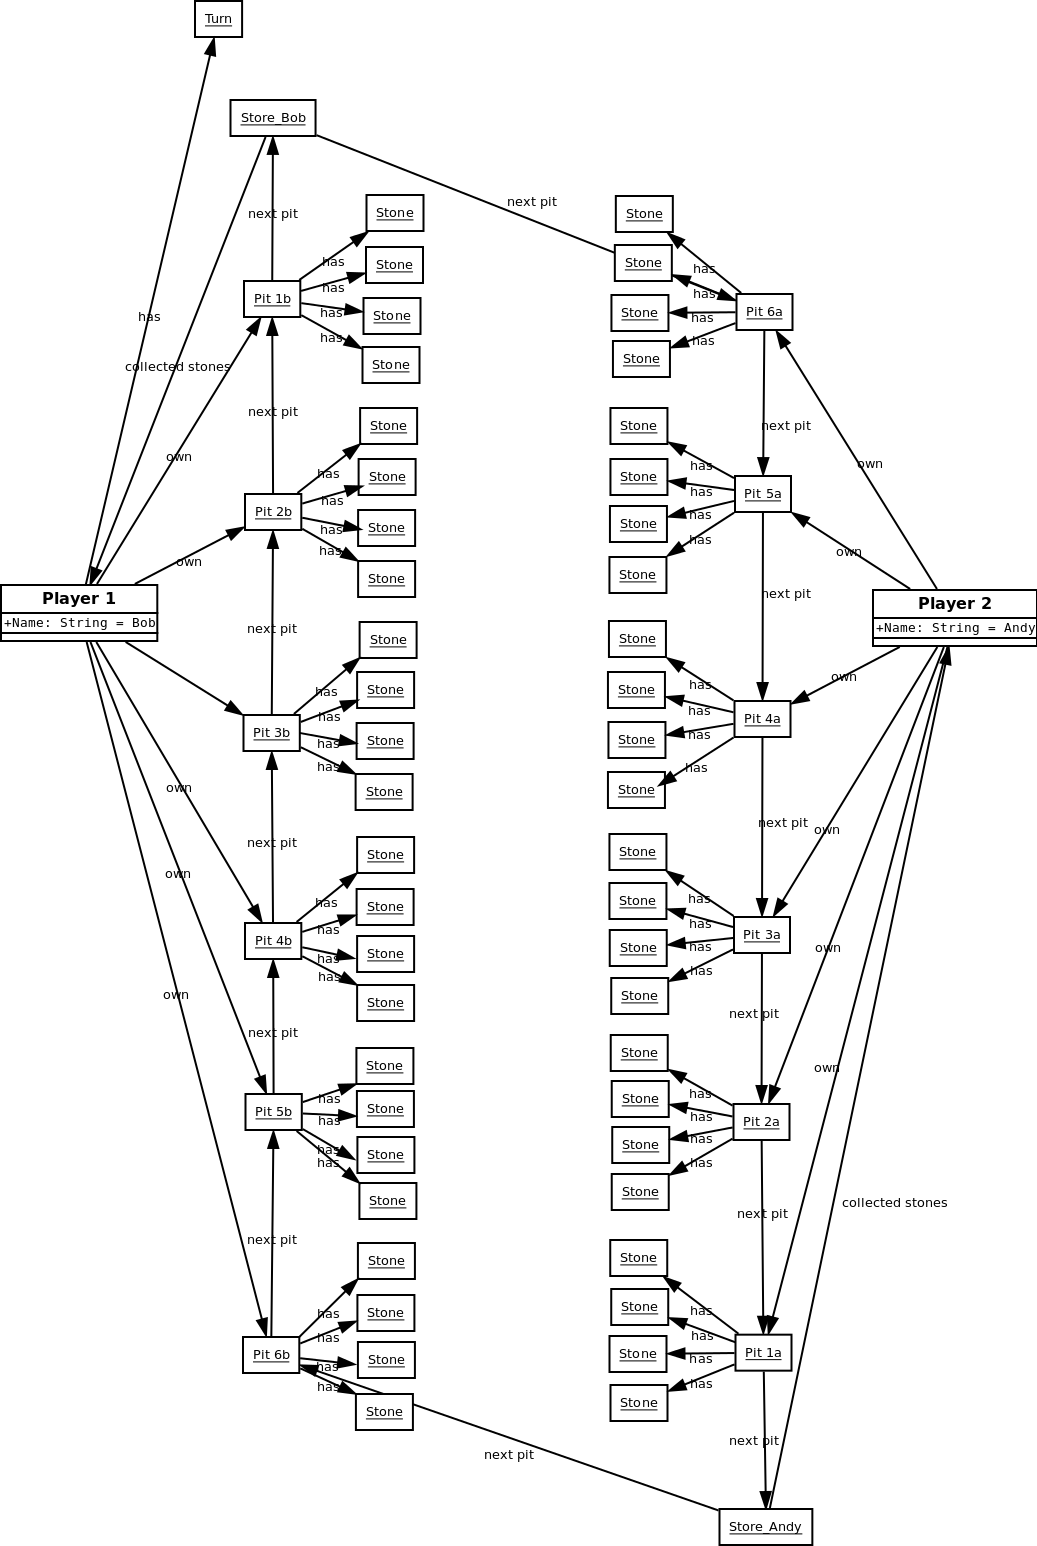 Turn
Store_Bob
next pit
next pit
Stone
Stone
Stone
Stone
Stone
Stone
Stone
Stone
has
has
has
has
has
has
has
has
Pit 1b
Pit 6a
has
collected stones
next pit
own
next pit
own
Stone
Stone
Stone
Stone
Stone
Stone
Stone
Stone
has
has
has
has
has
has
has
has
Pit 2b
Pit 5a
own
own
next pit
next pit
Player 1
+Name: String = Bob
Player 2
+Name: String = Andy
Stone
Stone
Stone
Stone
Stone
Stone
Stone
Stone
has
has
has
has
has
has
has
has
Pit 3b
Pit 4a
own
own
next pit
next pit
own
Stone
Stone
Stone
Stone
Stone
Stone
Stone
Stone
has
has
has
has
has
has
has
has
Pit 4b
Pit 3a
own
own
next pit
next pit
own
Stone
Stone
Stone
Stone
Stone
Stone
Stone
Stone
has
has
has
has
has
has
has
has
Pit 5b
Pit 2a
own
next pit
next pit
collected stones
Stone
Stone
Stone
Stone
Stone
Stone
Stone
Stone
has
has
has
has
has
has
has
has
Pit 6b
Pit 1a
next pit
next pit
Store_Andy